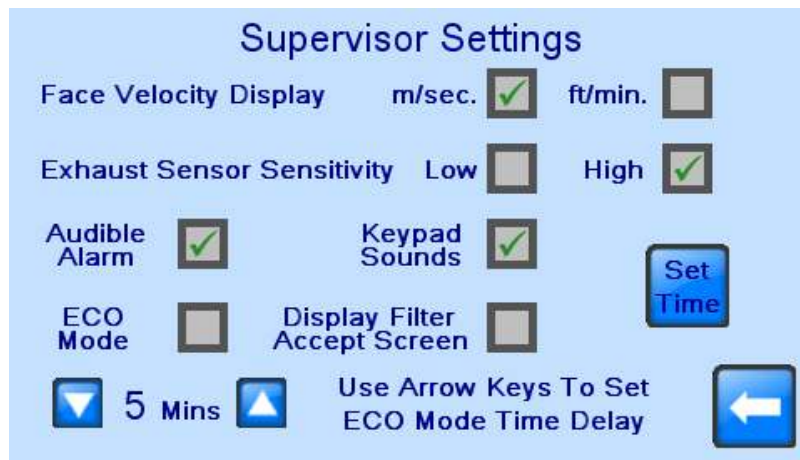 Supervisor Settings
Face Velocity Display m/sec. ft/min.
Exhaust Sensor Sensitivity Low High
Audible
Alarm
Keypad
Sounds
Set
Time
ECO
Mode
Display Filter
Accept Screen
5 Mins
Use Arrow Keys To Set
ECO Mode Time Delay